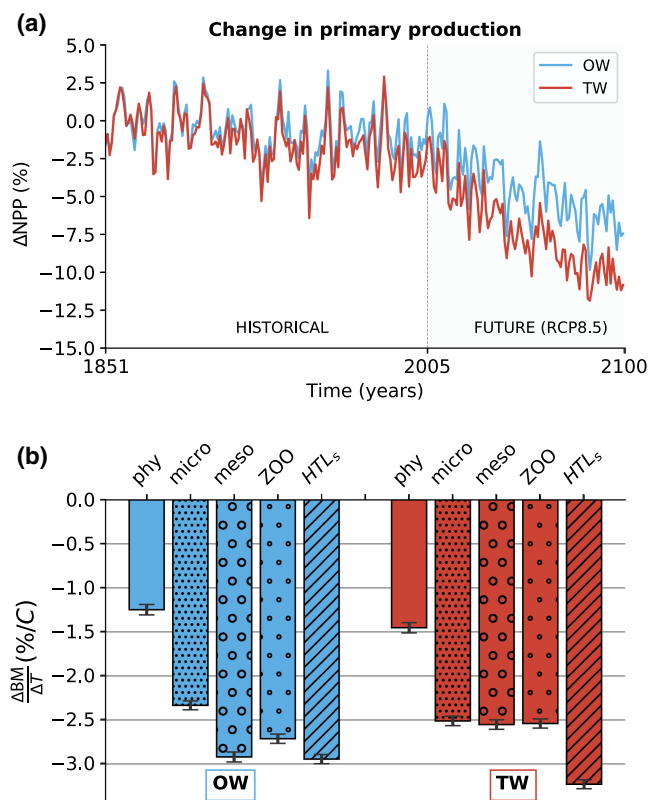 (a)
Change in primary production
5.0
2.5
0.0
−2.5
−5.0
−7.5
−10.0
−12.5
−15.0
ΔNPP (%)
OW
TW
HISTORICAL
FUTURE (RCP8.5)
1851
2005
2100
Time (years)
(b)
phy
micro
meso
ZOO
HTLs
phy
micro
meso
ZOO
HTLs
0.0
−0.5
−1.0
−1.5
−2.0
−2.5
−3.0
ΔBM/ΔT (%/C)
OW
TW